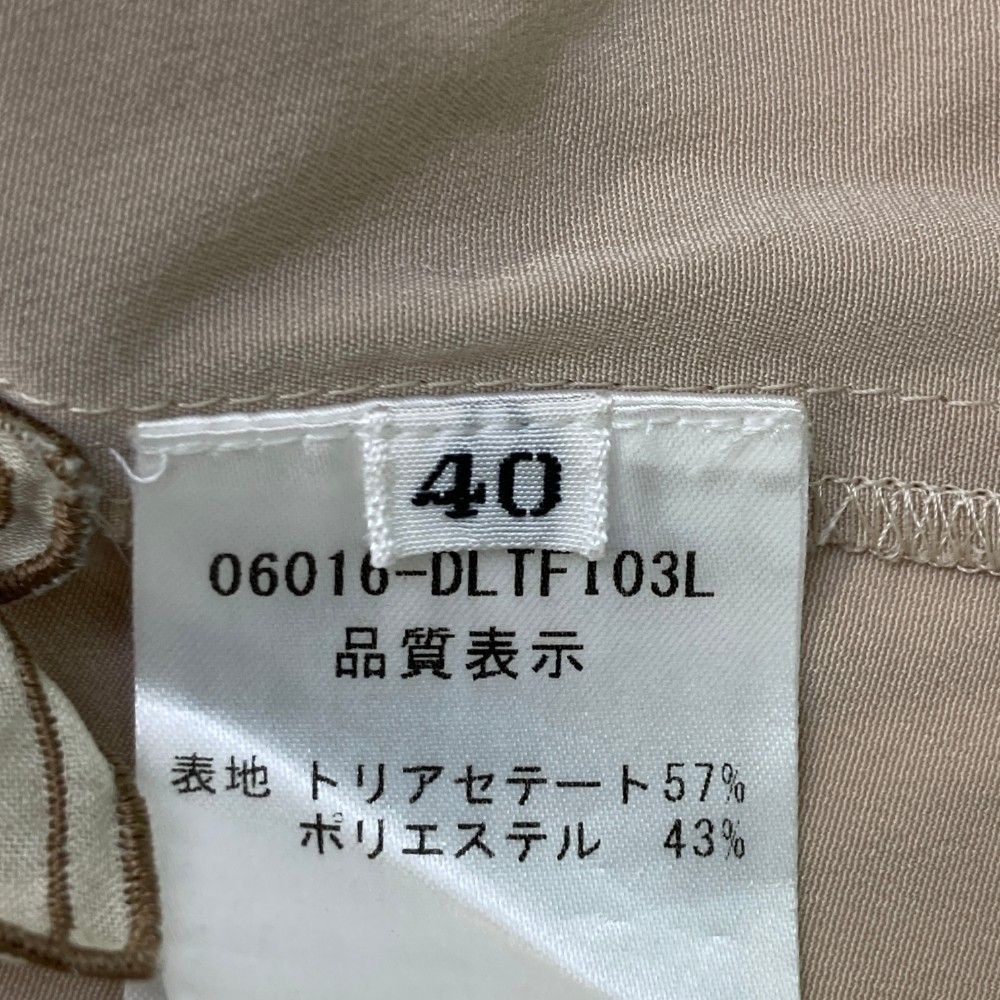 40
06016-DLTF103L
品質表示
表地 トリアセテート57%
ポリエステル 43%